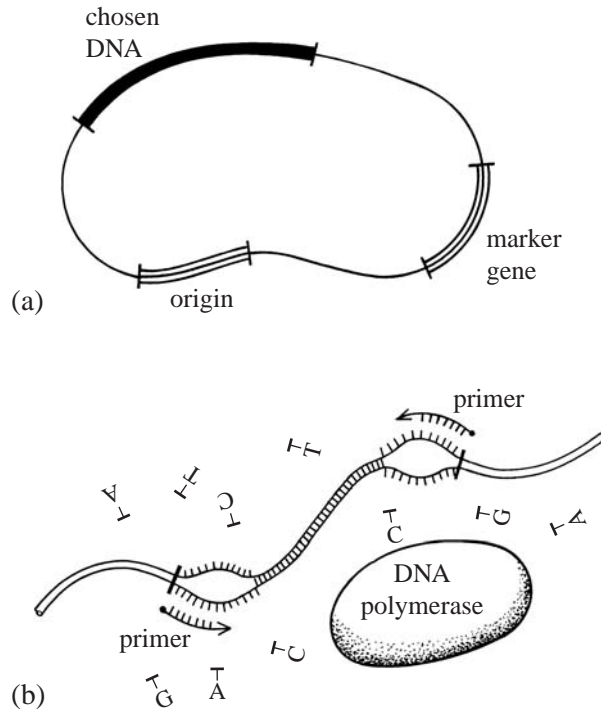 chosen
DNA
marker
gene
origin
(a)
primer
T
T
A
C
C
G
A
DNA
polymerase
primer
C
G
A
(b)